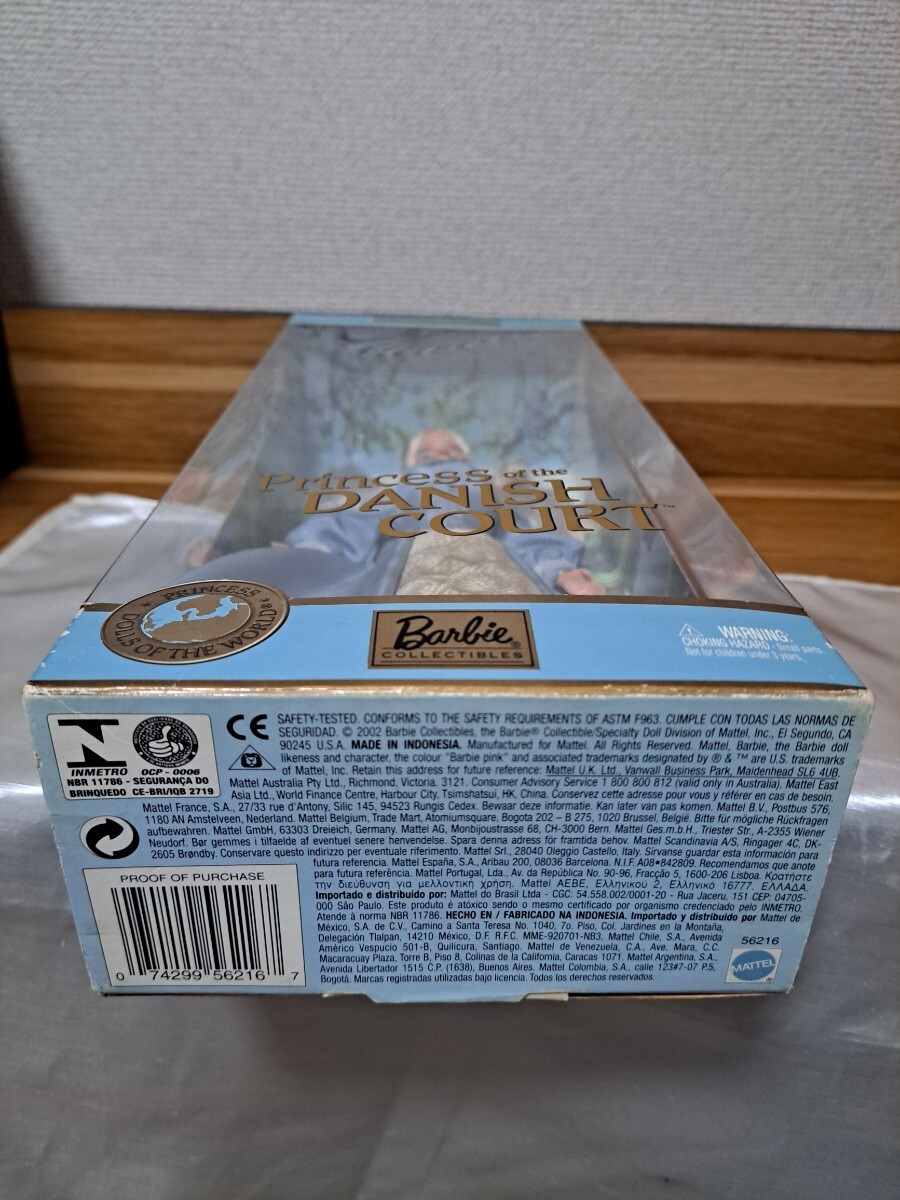 Princess of the
DANISH
COURT™
PRINCESS
DOLLS OF THE WORLD®
Barbie®
COLLECTIBLES
WARNING:
CHOKING HAZARD - Small parts
Not for children under 3 years.
INMETRO
OCP - 0006
NBR 11786 - SEGURANÇA DO
BRINQUEDO CE-BRI/IQB 2719
CE
SAFETY-TESTED. CONFORMS TO THE SAFETY REQUIREMENTS OF ASTM F963. CUMPLE CON TODAS LAS NORMAS DE
SEGURIDAD. © 2002 Barbie Collectibles, the Barbie® Collectible/Specialty Doll Division of Mattel, Inc., El Segundo, CA
90245 U.S.A. MADE IN INDONESIA. Manufactured for Mattel. All Rights Reserved. Mattel, Barbie, the Barbie doll
likeness and character, the colour "Barbie pink" and associated trademarks designated by ® & ™ are U.S. trademarks
of Mattel, Inc. Retain this address for future reference: Mattel U.K. Ltd., Vanwall Business Park, Maidenhead SL6 4UB.
Mattel Australia Pty Ltd., Richmond, Victoria. 3121. Consumer Advisory Service 1 800 800 812 (valid only in Australia). Mattel East
Asia Ltd., World Finance Centre, Harbour City, Tsimshatsui, HK, China. Conservez cette adresse pour vous y référer en cas de besoin.
Mattel France, S.A., 27/33 rue d'Antony, Silic 145, 94523 Rungis Cedex. Bewaar deze informatie. Kan later van pas komen. Mattel B.V., Postbus 576,
1180 AN Amstelveen, Nederland. Mattel Belgium, Trade Mart, Atomiumsquare, Bogota 202 - B 275, 1020 Brussel, België. Bitte für mögliche Rückfragen
aufbewahren. Mattel GmbH, 63303 Dreieich, Germany. Mattel AG, Monbijoustrasse 68, CH-3000 Bern. Mattel Ges.m.b.H., Triester Str., A-2355 Wiener
Neudorf. Bør gemmes i tilfælde af eventuel senere henvendelse. Spara denna adress för framtida behov. Mattel Scandinavia A/S, Ringager 4C, DK-
2605 Brøndby. Conservare questo indirizzo per eventuale riferimento. Mattel Srl., 28040 Oleggio Castello, Italy. Sirvanse guardar esta información para
futura referencia. Mattel España, S.A., Aribau 200, 08036 Barcelona. N.I.F. A08•842809. Recomendamos que anote
para futura referência. Mattel Portugal, Lda., Av. da República No. 90-96, Fracção 5, 1600-206 Lisboa. Κρατήστε
την διεύθυνση για μελλοντική χρήση. Mattel AEBE, Ελληνικού 2, Ελληνικό 16777. ΕΛΛΑΔΑ.
Importado e distribuido por: Mattel do Brasil Ltda - CGC: 54.558.002/0001-20 - Rua Jaceru, 151 CEP: 04705-
000 São Paulo. Este produto é atóxico sendo o mesmo certificado por organismo credenciado pelo INMETRO.
Atende à norma NBR 11786. HECHO EN / FABRICADO NA INDONESIA. Importado y distribuido por Mattel de
México, S.A. de C.V., Camino a Santa Teresa No. 1040, 7o. Piso, Col. Jardines en la Montaña,
Delegación Tlalpan, 14210 México, D.F. R.F.C. MME-920701-NB3. Mattel Chile, S.A., Avenida
Américo Vespucio 501-B, Quilicura, Santiago. Mattel de Venezuela, C.A., Ave. Mara, C.C.
Macaracuay Plaza, Torre B, Piso 8, Colinas de la California, Caracas 1071. Mattel Argentina, S.A.,
Avenida Libertador 1515 C.P. (1638), Buenos Aires. Mattel Colombia, S.A., calle 123#7-07 P.5,
Bogotá. Marcas registradas utilizadas bajo licencia. Todos los derechos reservados.
PROOF OF PURCHASE
0 74299 56216 7
56216
MATTEL®